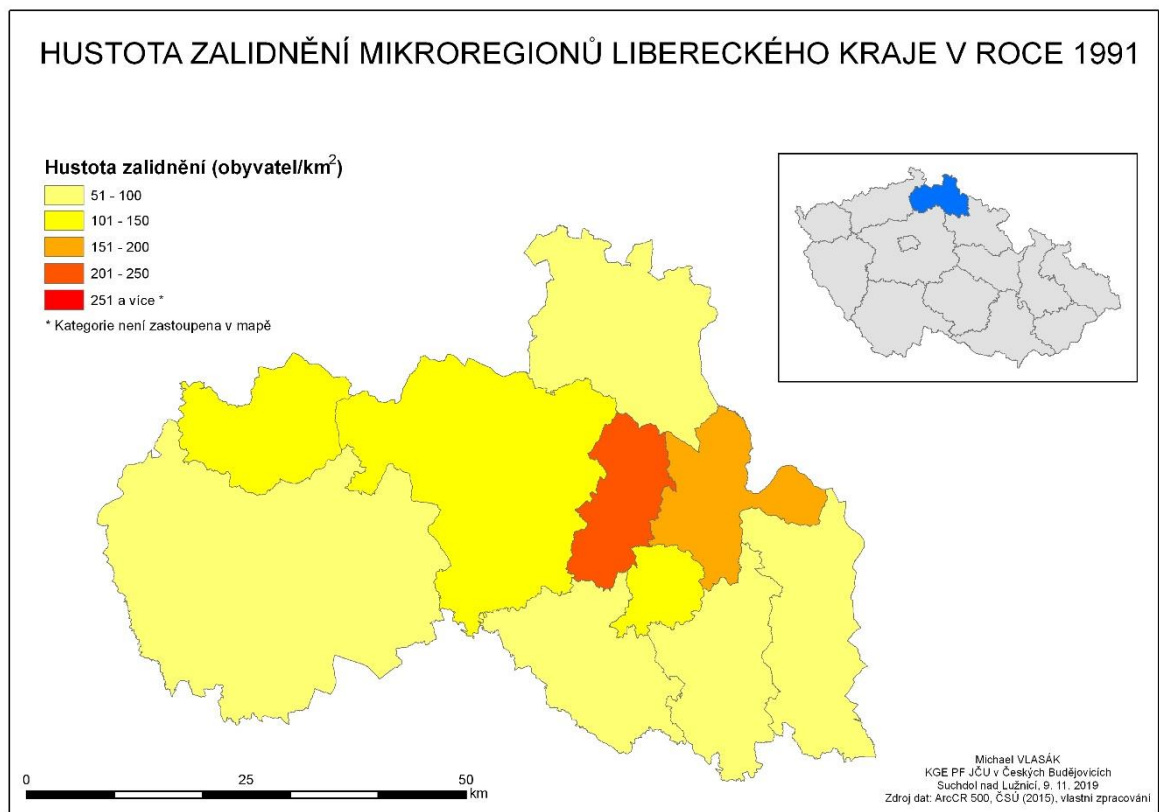 HUSTOTA ZALIDNĚNÍ MIKROREGIONŮ LIBERECKÉHO KRAJE V ROCE 1991
Hustota zalidnění (obyvatel/km²)
51 - 100
101 - 150
151 - 200
201 - 250
251 a více *
* Kategorie není zastoupena v mapě
0 25 50
km
Michael VLASÁK
KGE PF JČU v Českých Budějovicích
Suchdol nad Lužnicí, 9. 11. 2019
Zdroj dat: ArcCR 500, ČSÚ (2015), vlastní zpracování